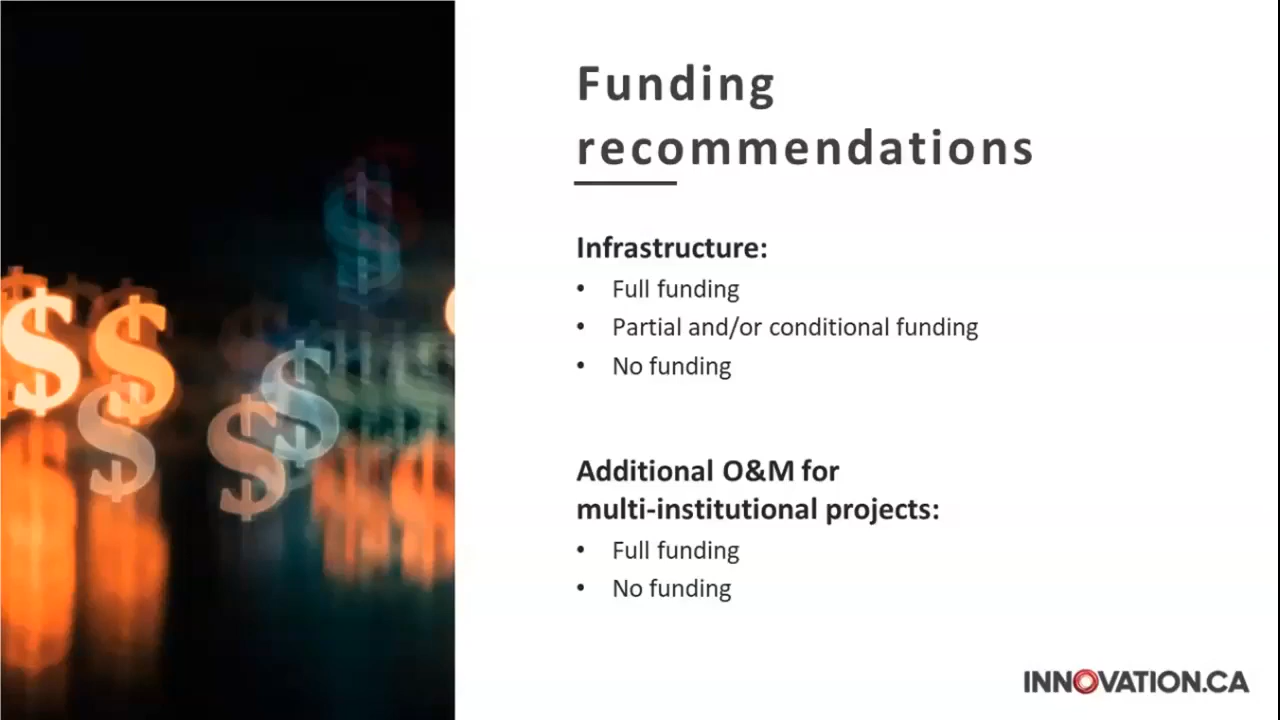 Funding
recommendations
Infrastructure:
• Full funding
• Partial and/or conditional funding
• No funding
Additional O&M for
multi-institutional projects:
• Full funding
• No funding
INNOVATION.CA